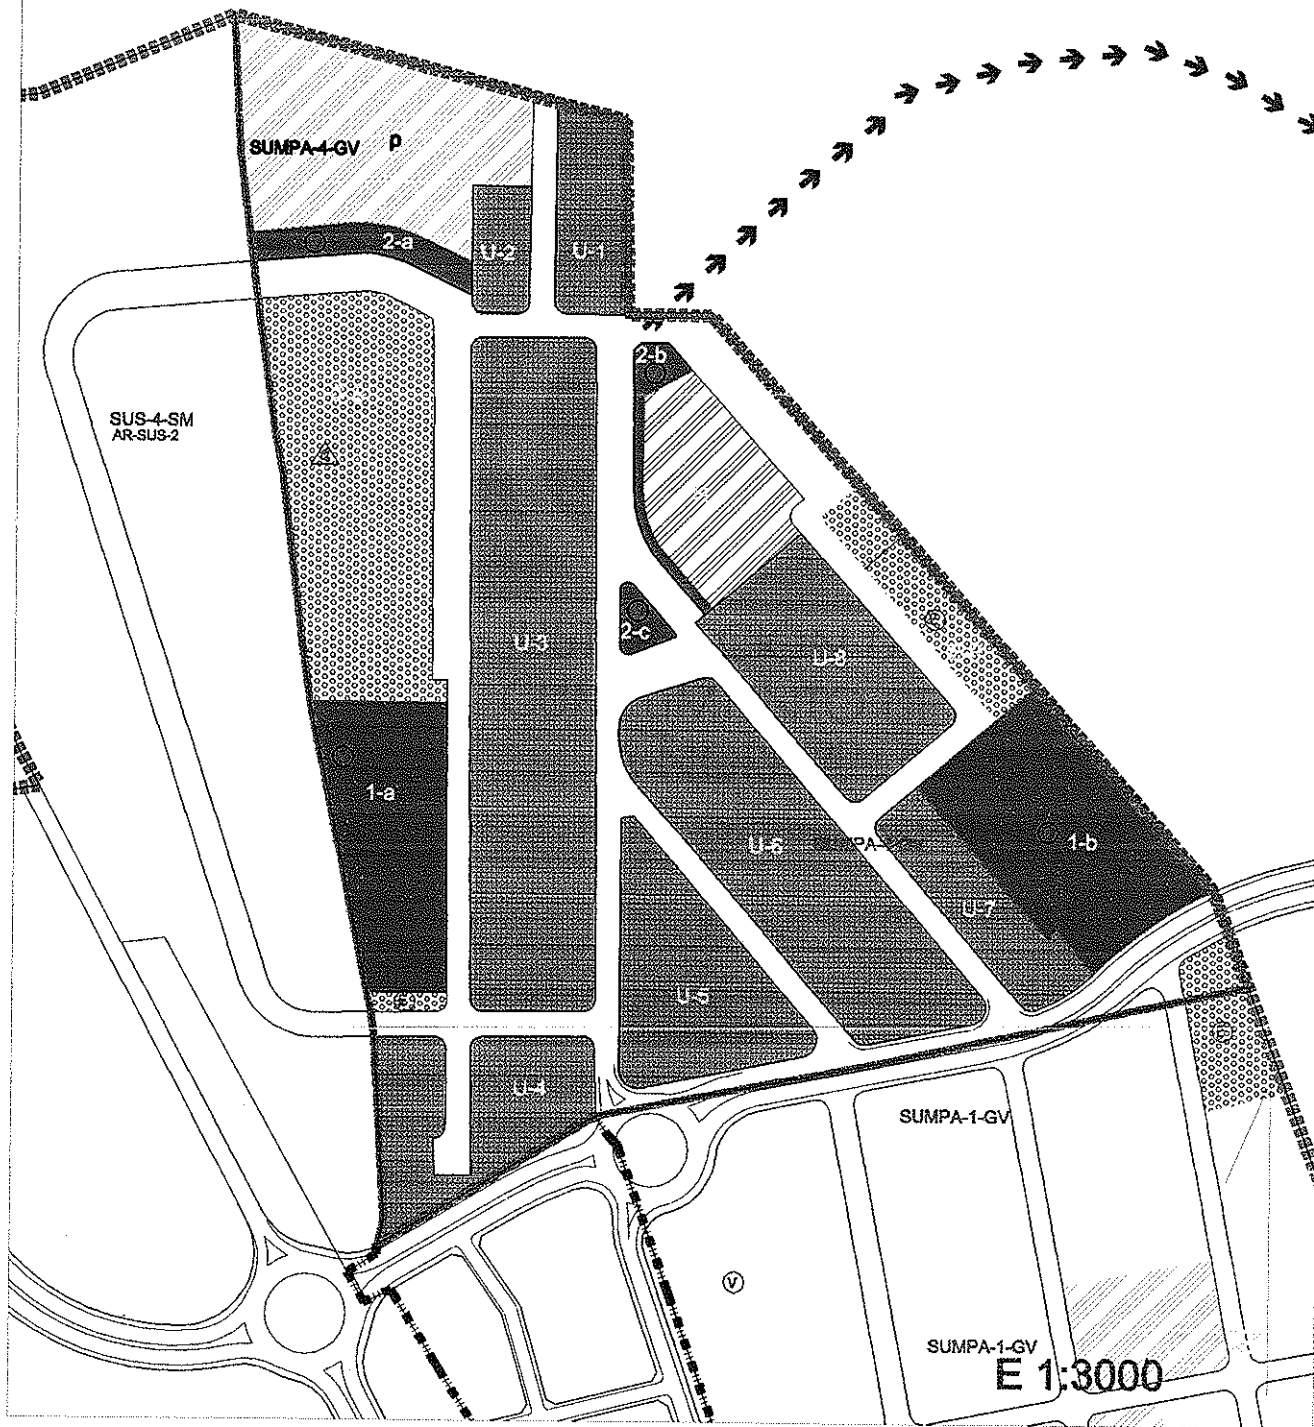 SUMPA-4-GV p
2-a
U-2
U-1
2-b
SUS-4-SM
AR-SUS-2
2-c
U-3
U-8
1-a
U-6
1-b
U-7
U-5
U-4
SUMPA-1-GV
V
SUMPA-1-GV
E 1:3000